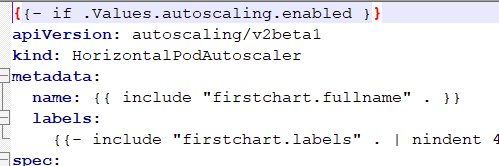 {{- if .Values.autoscaling.enabled }}
apiVersion: autoscaling/v2beta1
kind: HorizontalPodAutoscaler
metadata:
  name: {{ include "firstchart.fullname" . }}
  labels:
    {{- include "firstchart.labels" . | nindent 4
spec: